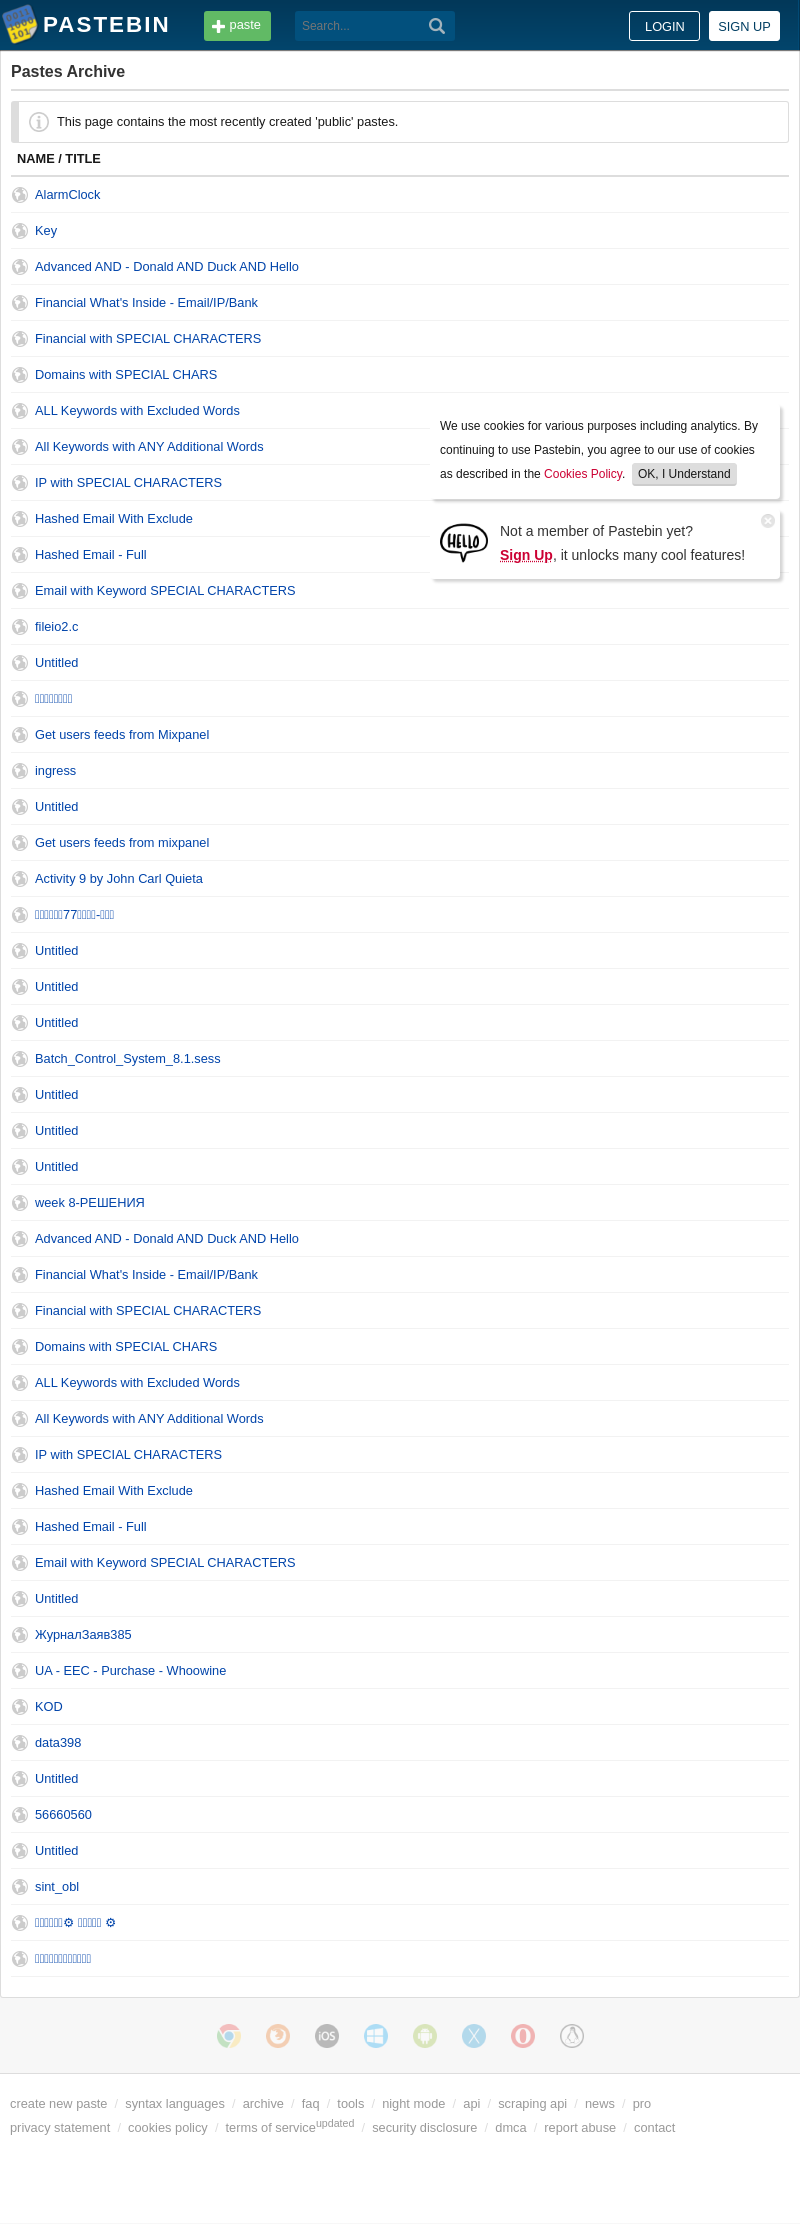 PASTEBIN
paste
Search...
LOGIN
SIGN UP
Pastes Archive
This page contains the most recently created 'public' pastes.
NAME / TITLE
AlarmClock
Key
Advanced AND - Donald AND Duck AND Hello
Financial What's Inside - Email/IP/Bank
Financial with SPECIAL CHARACTERS
Domains with SPECIAL CHARS
ALL Keywords with Excluded Words
All Keywords with ANY Additional Words
IP with SPECIAL CHARACTERS
Hashed Email With Exclude
Hashed Email - Full
Email with Keyword SPECIAL CHARACTERS
We use cookies for various purposes including analytics. By
continuing to use Pastebin, you agree to our use of cookies
as described in the Cookies Policy. OK, I Understand
HELLO
Not a member of Pastebin yet?
Sign Up, it unlocks many cool features!
fileio2.c
Untitled
Get users feeds from Mixpanel
ingress
Untitled
Get users feeds from mixpanel
Activity 9 by John Carl Quieta
77 -
Untitled
Untitled
Untitled
Batch_Control_System_8.1.sess
Untitled
Untitled
Untitled
week 8-РЕШЕНИЯ
Advanced AND - Donald AND Duck AND Hello
Financial What's Inside - Email/IP/Bank
Financial with SPECIAL CHARACTERS
Domains with SPECIAL CHARS
ALL Keywords with Excluded Words
All Keywords with ANY Additional Words
IP with SPECIAL CHARACTERS
Hashed Email With Exclude
Hashed Email - Full
Email with Keyword SPECIAL CHARACTERS
Untitled
ЖурналЗаяв385
UA - EEC - Purchase - Whoowine
KOD
data398
Untitled
56660560
Untitled
sint_obl
⚙ ⚙
iOS
create new paste / syntax languages / archive / faq / tools / night mode / api / scraping api / news / pro
privacy statement / cookies policy / terms of service updated / security disclosure / dmca / report abuse / contact